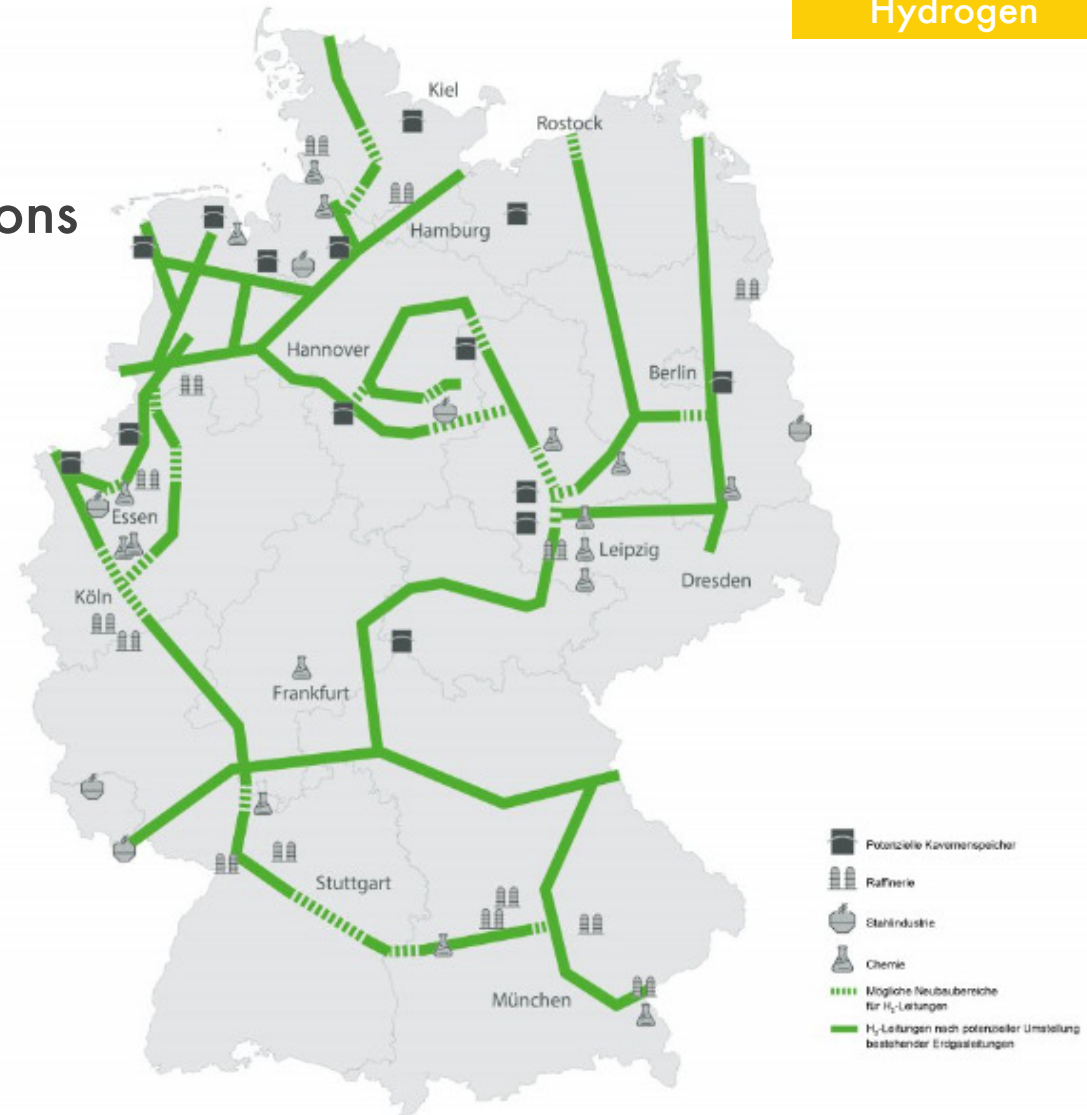 Hydrogen
ons
Kiel
Rostock
Hamburg
Hannover
Berlin
Essen
Leipzig
Dresden
Köln
Frankfurt
Stuttgart
München
Potenzielle Kavernenspeicher
Raffinerie
Stahlindustrie
Chemie
Mögliche Neubaubereiche
für H₂-Leitungen
H₂-Leitungen nach potenzieller Umstellung
bestehender Erdgasleitungen